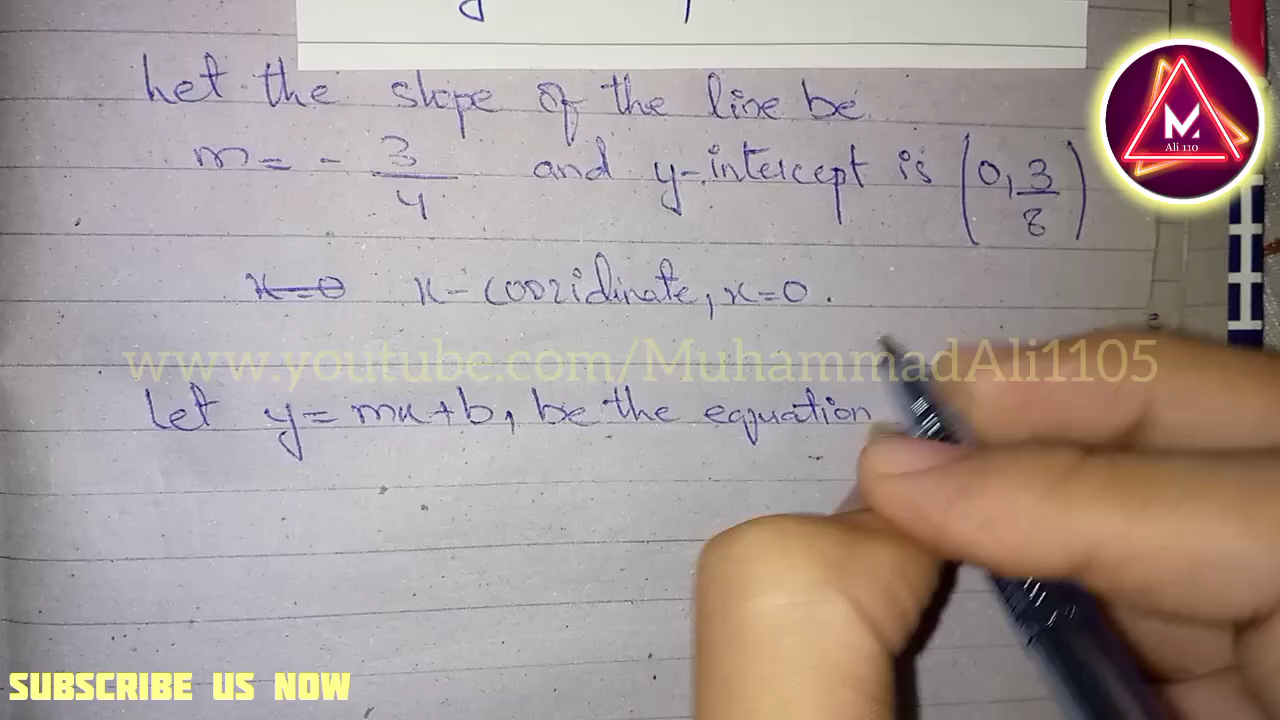 Let the slope of the line be
m = - 3/4 and y-intercept is (0, 3/8)
x=0 x-coordinate, x=0.
www.youtube.com/MuhammadAli1105
Let y=mx+b, be the equation
M
Ali 110
SUBSCRIBE US NOW